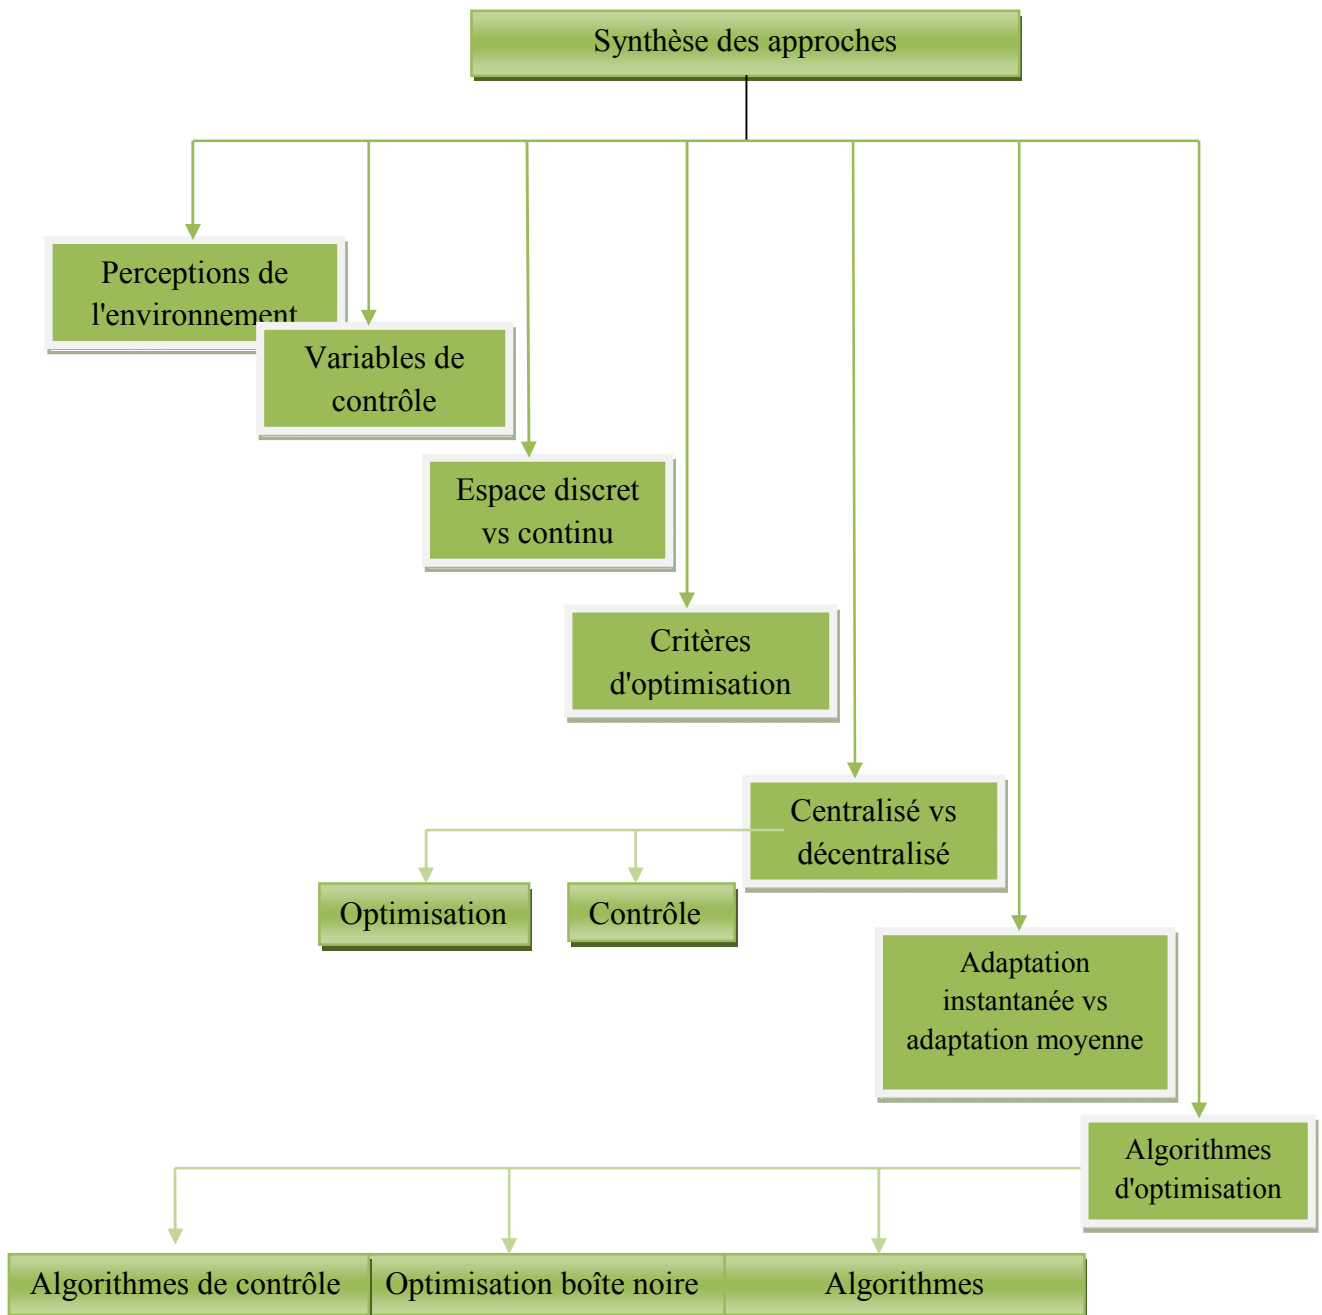 Synthèse des approches
Perceptions de
l'environnement
Variables de
contrôle
Espace discret
vs continu
Critères
d'optimisation
Centralisé vs
décentralisé
Optimisation
Contrôle
Adaptation
instantanée vs
adaptation moyenne
Algorithmes
d'optimisation
Algorithmes de contrôle
Optimisation boîte noire
Algorithmes